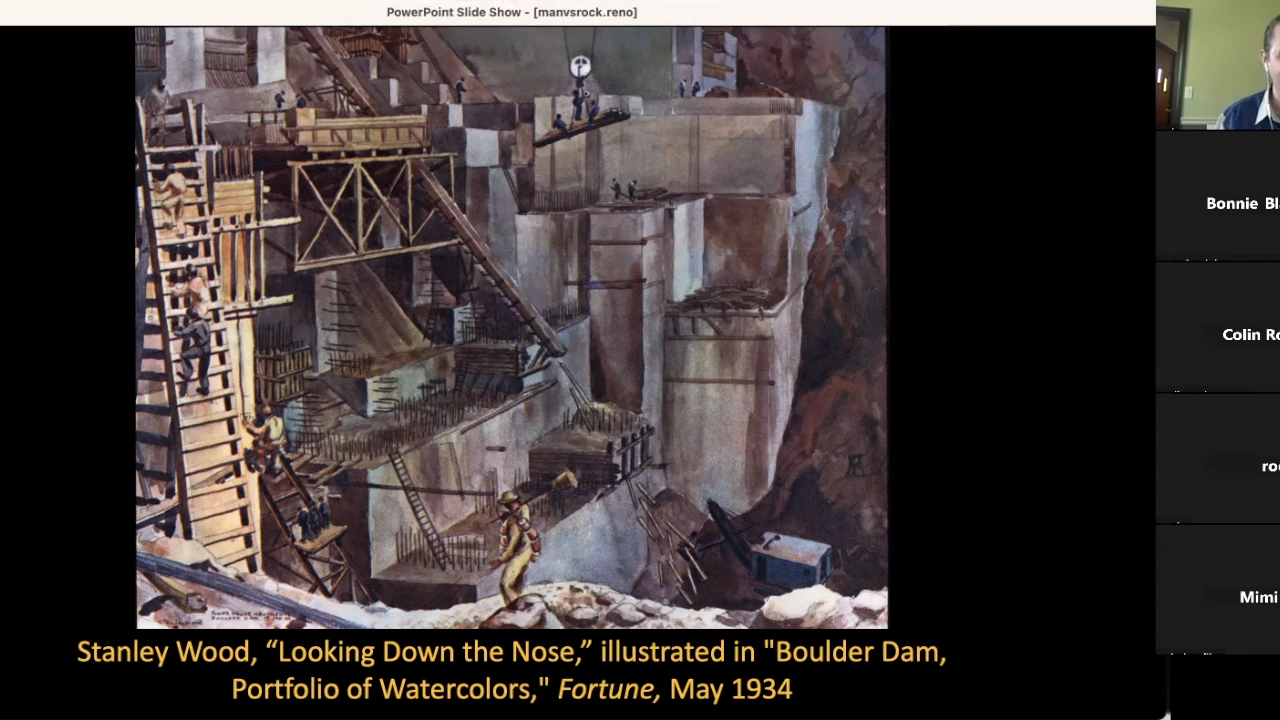 PowerPoint Slide Show - [manvsrock.reno]
Bonnie Bl
Colin Ro
Mimi
Stanley Wood, “Looking Down the Nose,” illustrated in "Boulder Dam,
Portfolio of Watercolors," Fortune, May 1934